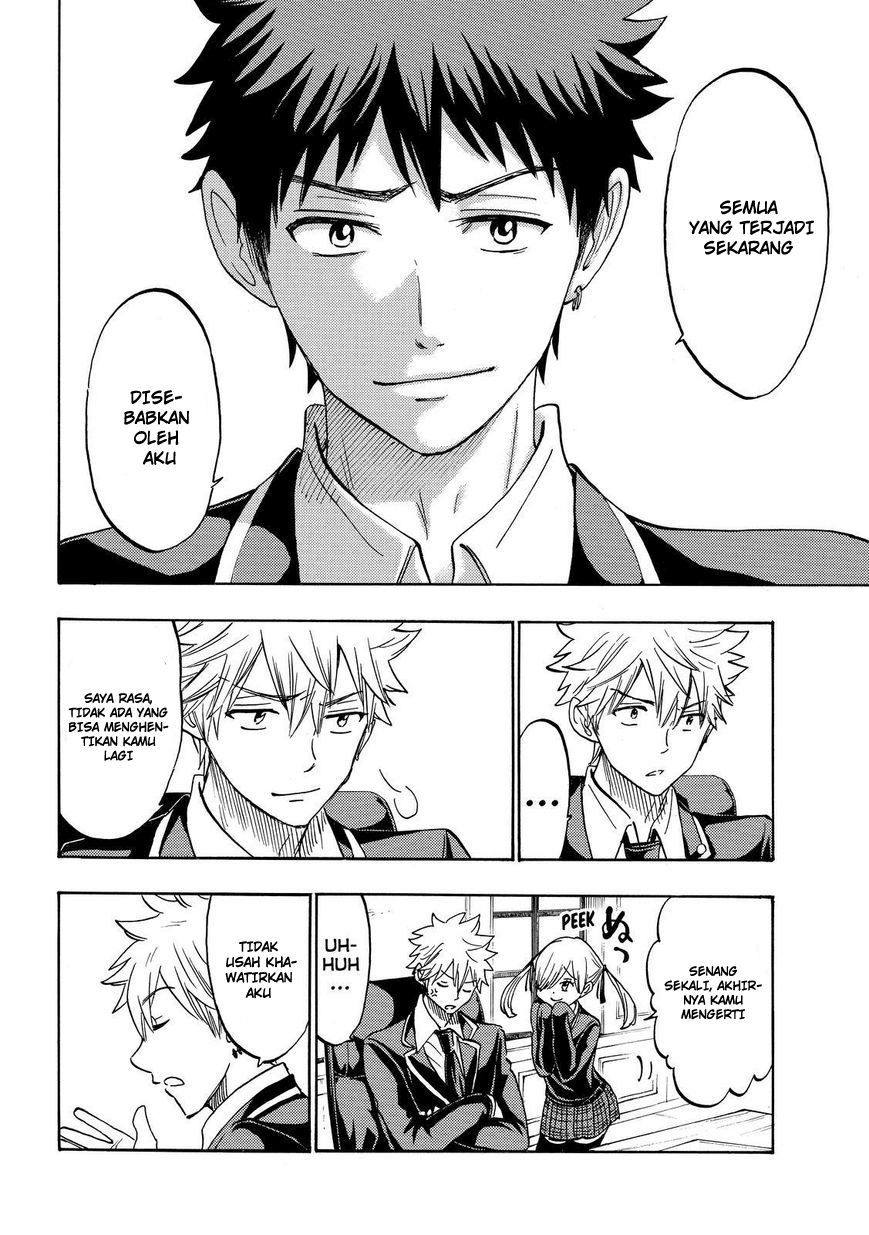 SEMUA
YANG TERJADI
SEKARANG
DISE-
BABKAN
OLEH
AKU
...
SAYA RASA,
TIDAK ADA YANG
BISA MENGHEN-
TIKAN KAMU
LAGI
SENANG
SEKALI, AKHIR-
NYA KAMU
MENGERTI
PEEK
ぬっ
UH-
HUH
...
TIDAK
USAH KHA-
WATIRKAN
AKU